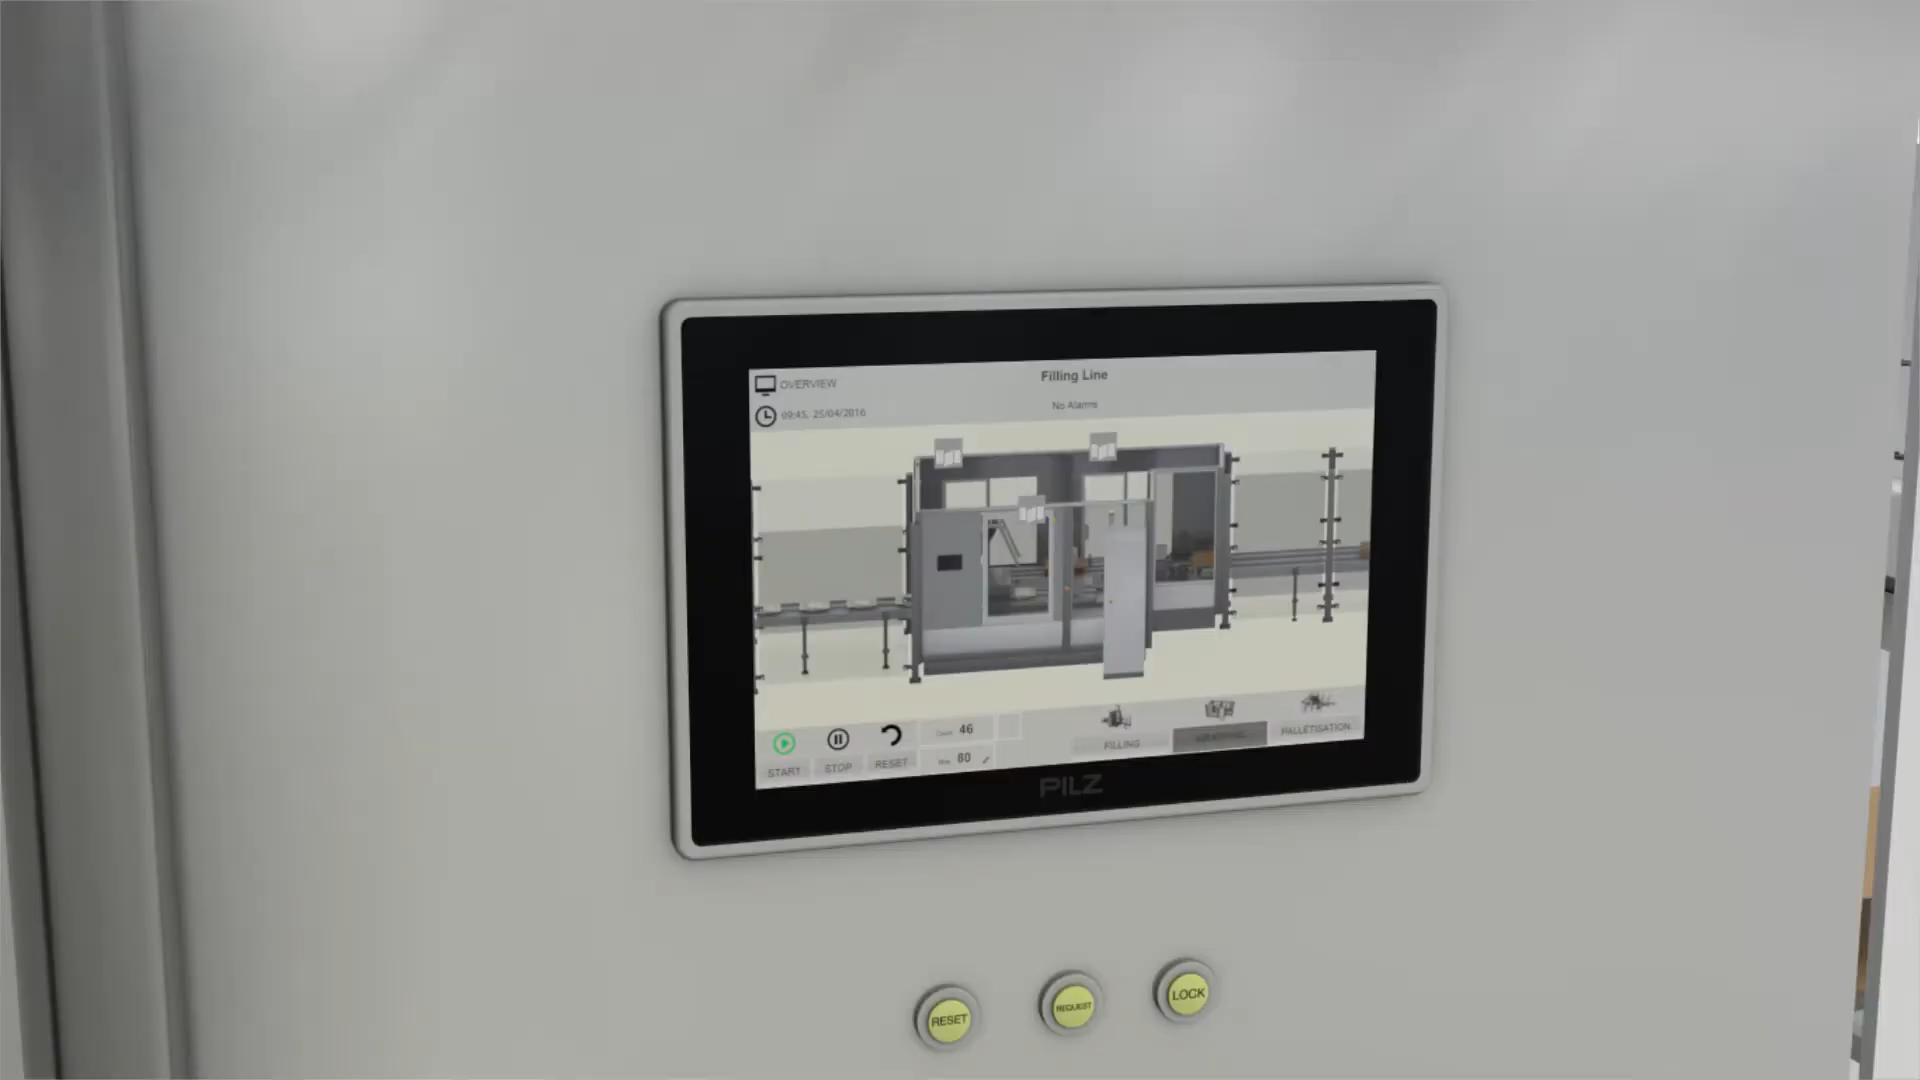 OVERVIEW
Filling Line
09:45, 25/04/2016
No Alarms
46
60
START
STOP
RESET
FILLING
PALLETISATION
PILZ
RESET
REQUEST
LOCK